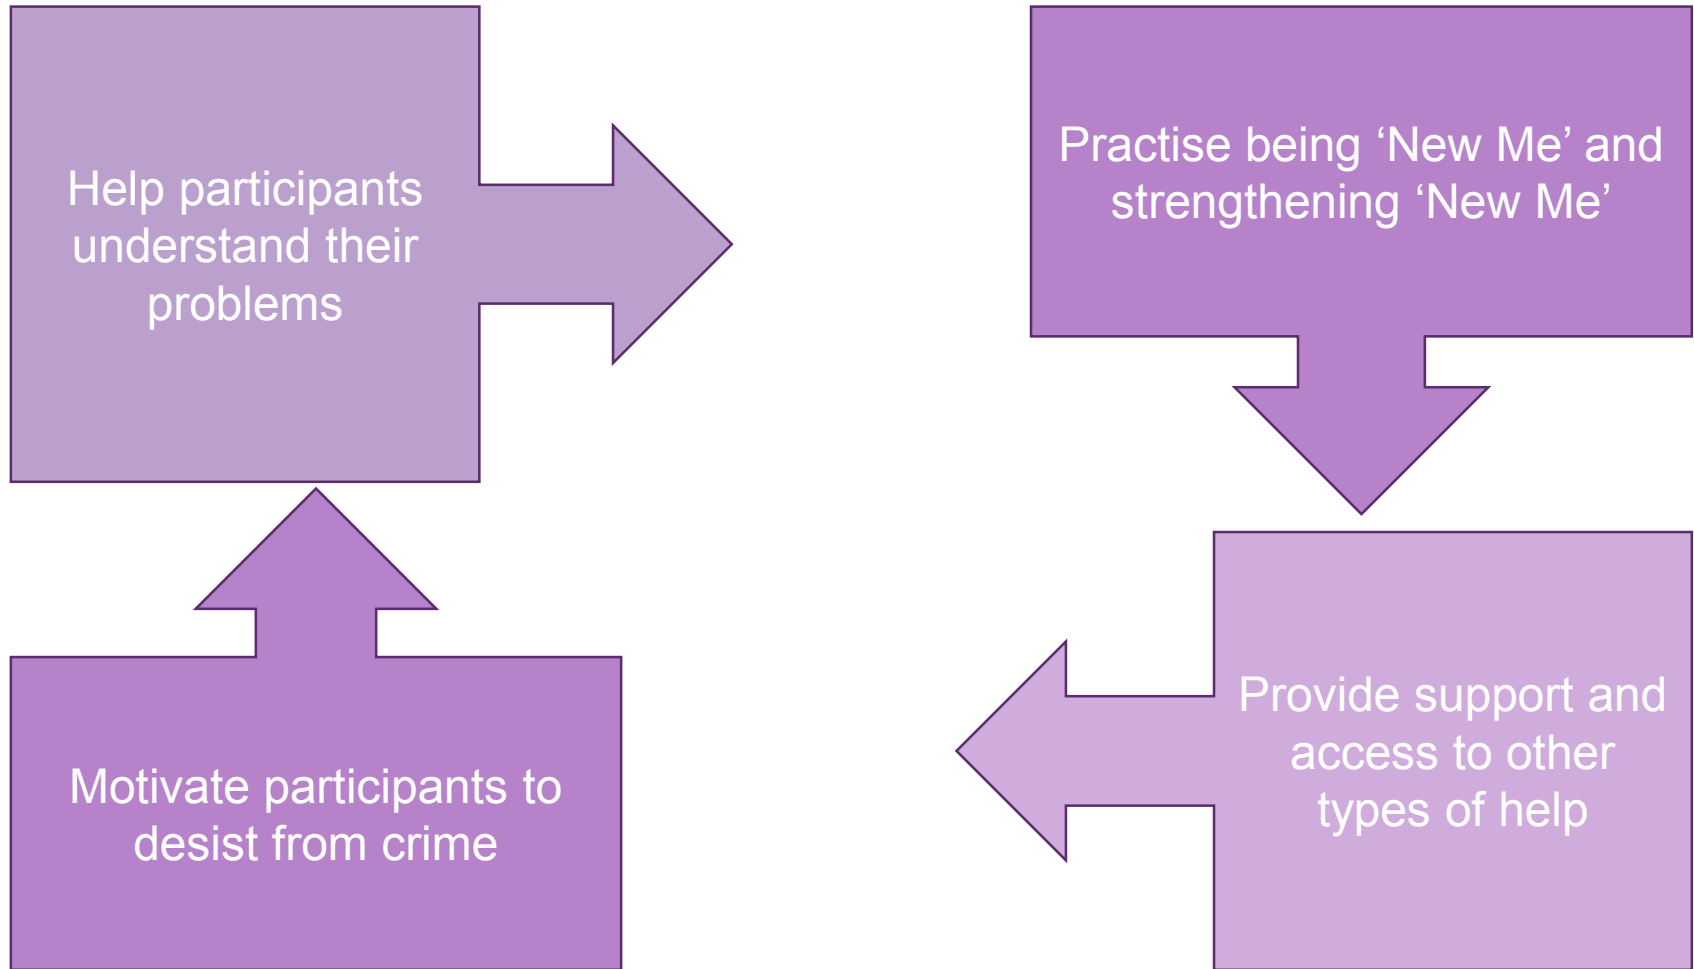 Help participants
understand their
problems
Practise being ‘New Me’ and
strengthening ‘New Me’
Motivate participants to
desist from crime
Provide support and
access to other
types of help